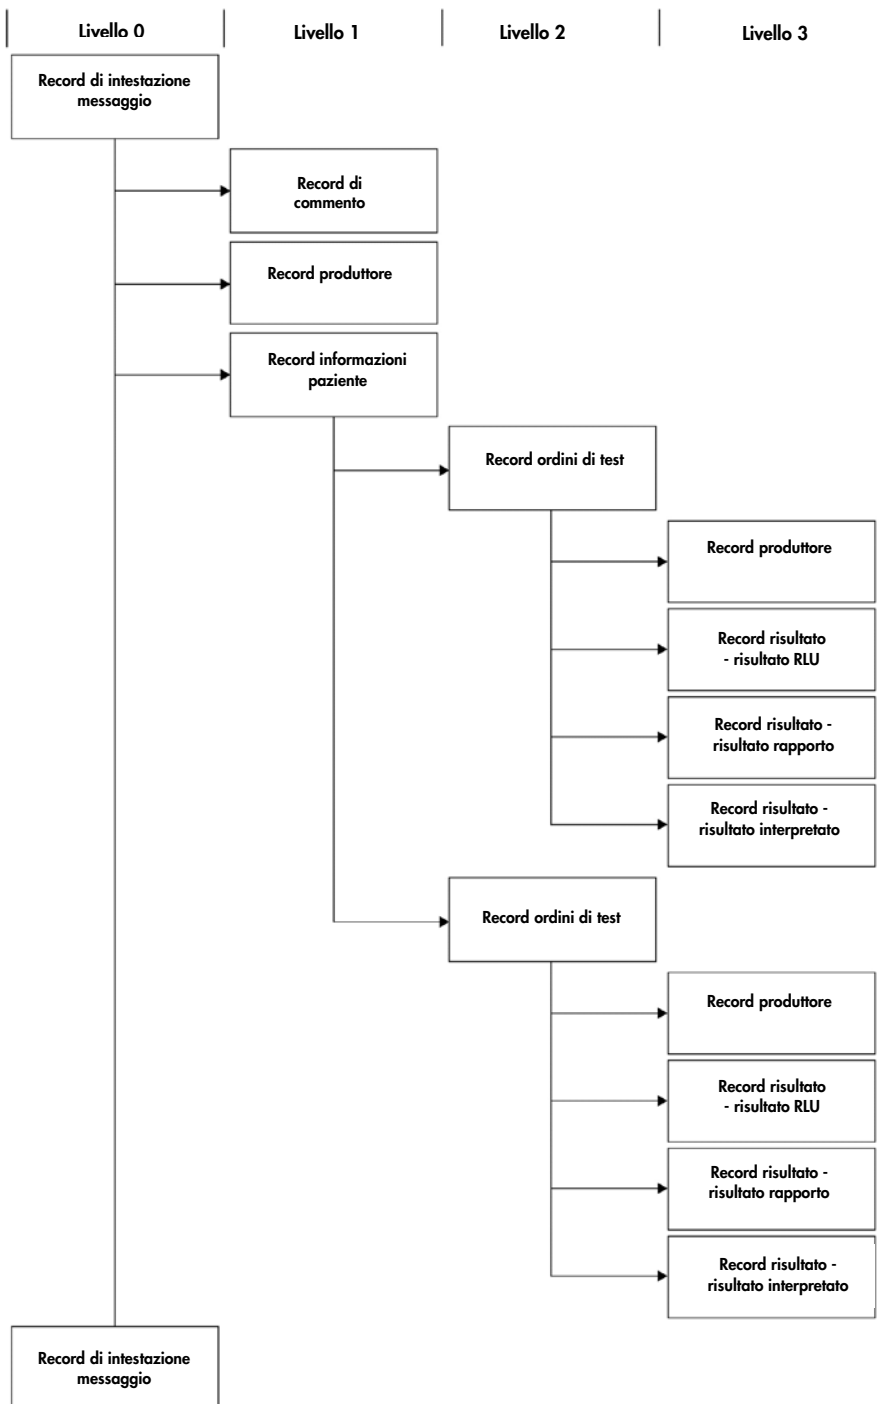 Livello 0
Livello 1
Livello 2
Livello 3
Record di intestazione
messaggio
Record di
commento
Record produttore
Record informazioni
paziente
Record ordini di test
Record produttore
Record risultato
- risultato RLU
Record risultato -
risultato rapporto
Record risultato -
risultato interpretato
Record ordini di test
Record produttore
Record risultato
- risultato RLU
Record risultato -
risultato rapporto
Record risultato -
risultato interpretato
Record di intestazione
messaggio